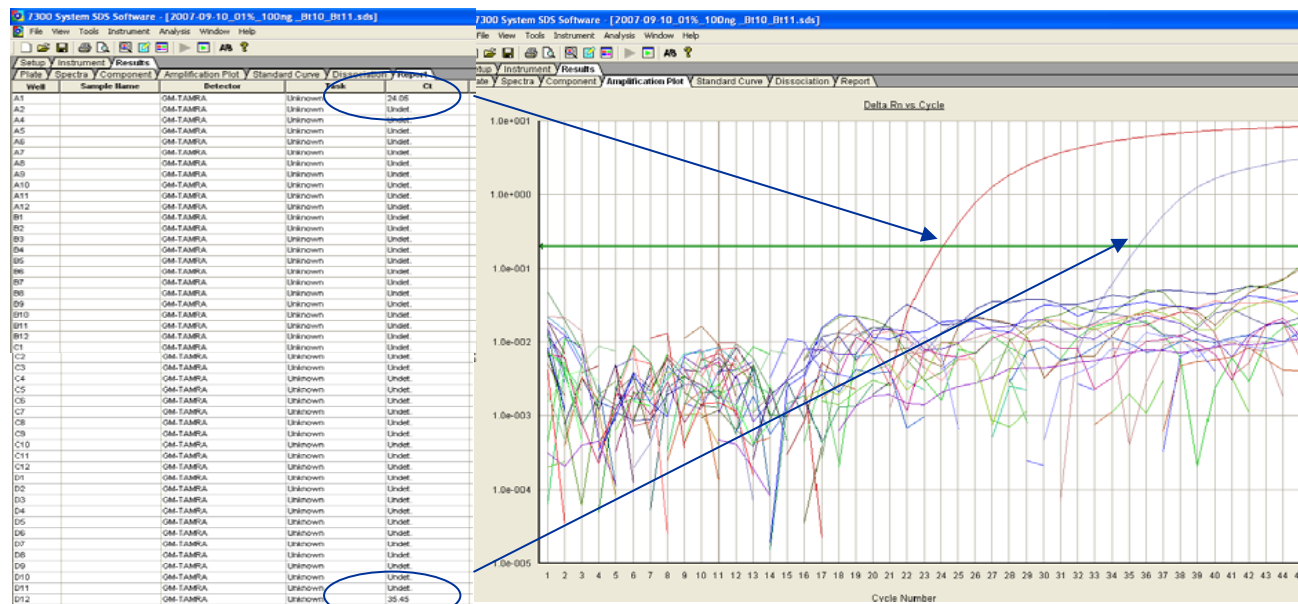 7300 System SDS Software - [2007-09-10_01%_100ng _Bt10_Bt11.sds]
File View Tools Instrument Analysis Window Help
Setup Instrument Results
Plate Spectra Component Amplification Plot Standard Curve Dissociation Report
Well Sample Name Detector Task Ct
A1 GM-TAMRA Unknown 24.05
A2 GM-TAMRA Unknown Undet.
A4 GM-TAMRA Unknown Undet.
A5 GM-TAMRA Unknown Undet.
A6 GM-TAMRA Unknown Undet.
A7 GM-TAMRA Unknown Undet.
A8 GM-TAMRA Unknown Undet.
A9 GM-TAMRA Unknown Undet.
A10 GM-TAMRA Unknown Undet.
A11 GM-TAMRA Unknown Undet.
A12 GM-TAMRA Unknown Undet.
B1 GM-TAMRA Unknown Undet.
B2 GM-TAMRA Unknown Undet.
B3 GM-TAMRA Unknown Undet.
B4 GM-TAMRA Unknown Undet.
B5 GM-TAMRA Unknown Undet.
B6 GM-TAMRA Unknown Undet.
B7 GM-TAMRA Unknown Undet.
B8 GM-TAMRA Unknown Undet.
B9 GM-TAMRA Unknown Undet.
B10 GM-TAMRA Unknown Undet.
B11 GM-TAMRA Unknown Undet.
B12 GM-TAMRA Unknown Undet.
C1 GM-TAMRA Unknown Undet.
C2 GM-TAMRA Unknown Undet.
C3 GM-TAMRA Unknown Undet.
C4 GM-TAMRA Unknown Undet.
C5 GM-TAMRA Unknown Undet.
C6 GM-TAMRA Unknown Undet.
C7 GM-TAMRA Unknown Undet.
C8 GM-TAMRA Unknown Undet.
C9 GM-TAMRA Unknown Undet.
C10 GM-TAMRA Unknown Undet.
C11 GM-TAMRA Unknown Undet.
C12 GM-TAMRA Unknown Undet.
D1 GM-TAMRA Unknown Undet.
D2 GM-TAMRA Unknown Undet.
D3 GM-TAMRA Unknown Undet.
D4 GM-TAMRA Unknown Undet.
D5 GM-TAMRA Unknown Undet.
D6 GM-TAMRA Unknown Undet.
D7 GM-TAMRA Unknown Undet.
D8 GM-TAMRA Unknown Undet.
D9 GM-TAMRA Unknown Undet.
D10 GM-TAMRA Unknown Undet.
D11 GM-TAMRA Unknown Undet.
D12 GM-TAMRA Unknown 35.45
7300 System SDS Software - [2007-09-10_01%_100ng _Bt10_Bt11.sds]
File View Tools Instrument Analysis Window Help
tup Instrument Results
ate Spectra Component Amplification Plot Standard Curve Dissociation Report
Delta Rn vs Cycle
1.0e+001
1.0e+000
1.0e-001
1.0e-002
1.0e-003
1.0e-004
1.0e-005
1 2 3 4 5 6 7 8 9 10 11 12 13 14 15 16 17 18 19 20 21 22 23 24 25 26 27 28 29 30 31 32 33 34 35 36 37 38 39 40 41 42 43 44 4
Cycle Number